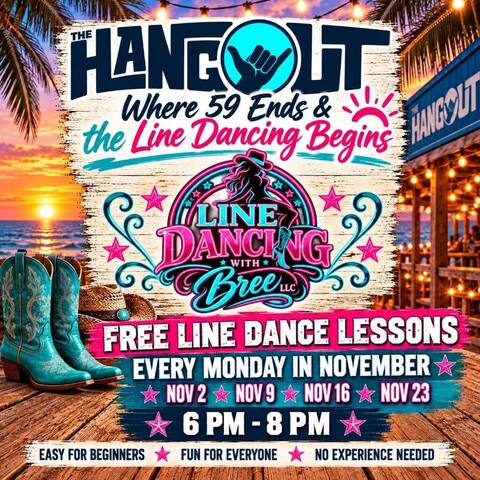 THE
HANGOUT
Where 59 Ends &
the Line Dancing Begins
HANGOUT
LINE
DANCING
WITH
Bree LLC
FREE LINE DANCE LESSONS
EVERY MONDAY IN NOVEMBER
NOV 2 NOV 9 NOV 16 NOV 23
6 PM - 8 PM
EASY FOR BEGINNERS FUN FOR EVERYONE NO EXPERIENCE NEEDED